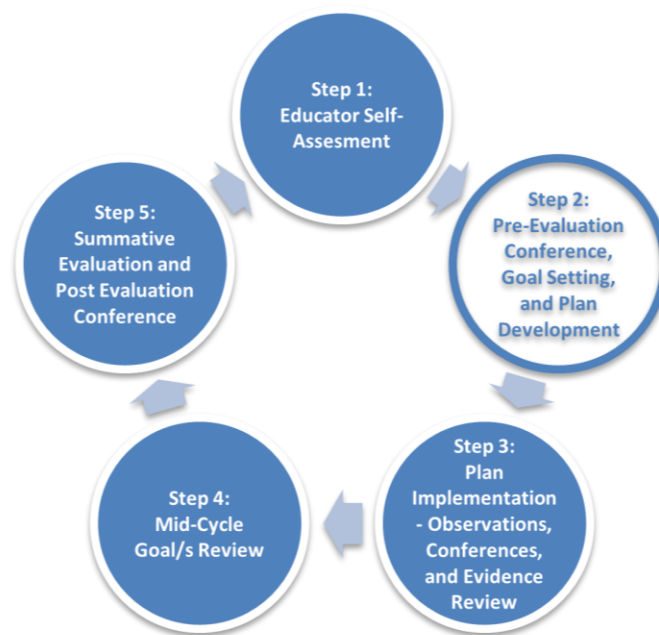 Step 1:
Educator Self-
Assesment
Step 2:
Pre-Evaluation
Conference,
Goal Setting,
and Plan
Development
Step 3:
Plan
Implementation
- Observations,
Conferences,
and Evidence
Review
Step 4:
Mid-Cycle
Goal/s Review
Step 5:
Summative
Evaluation and
Post Evaluation
Conference